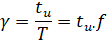 γ = t_u / T = t_u.f